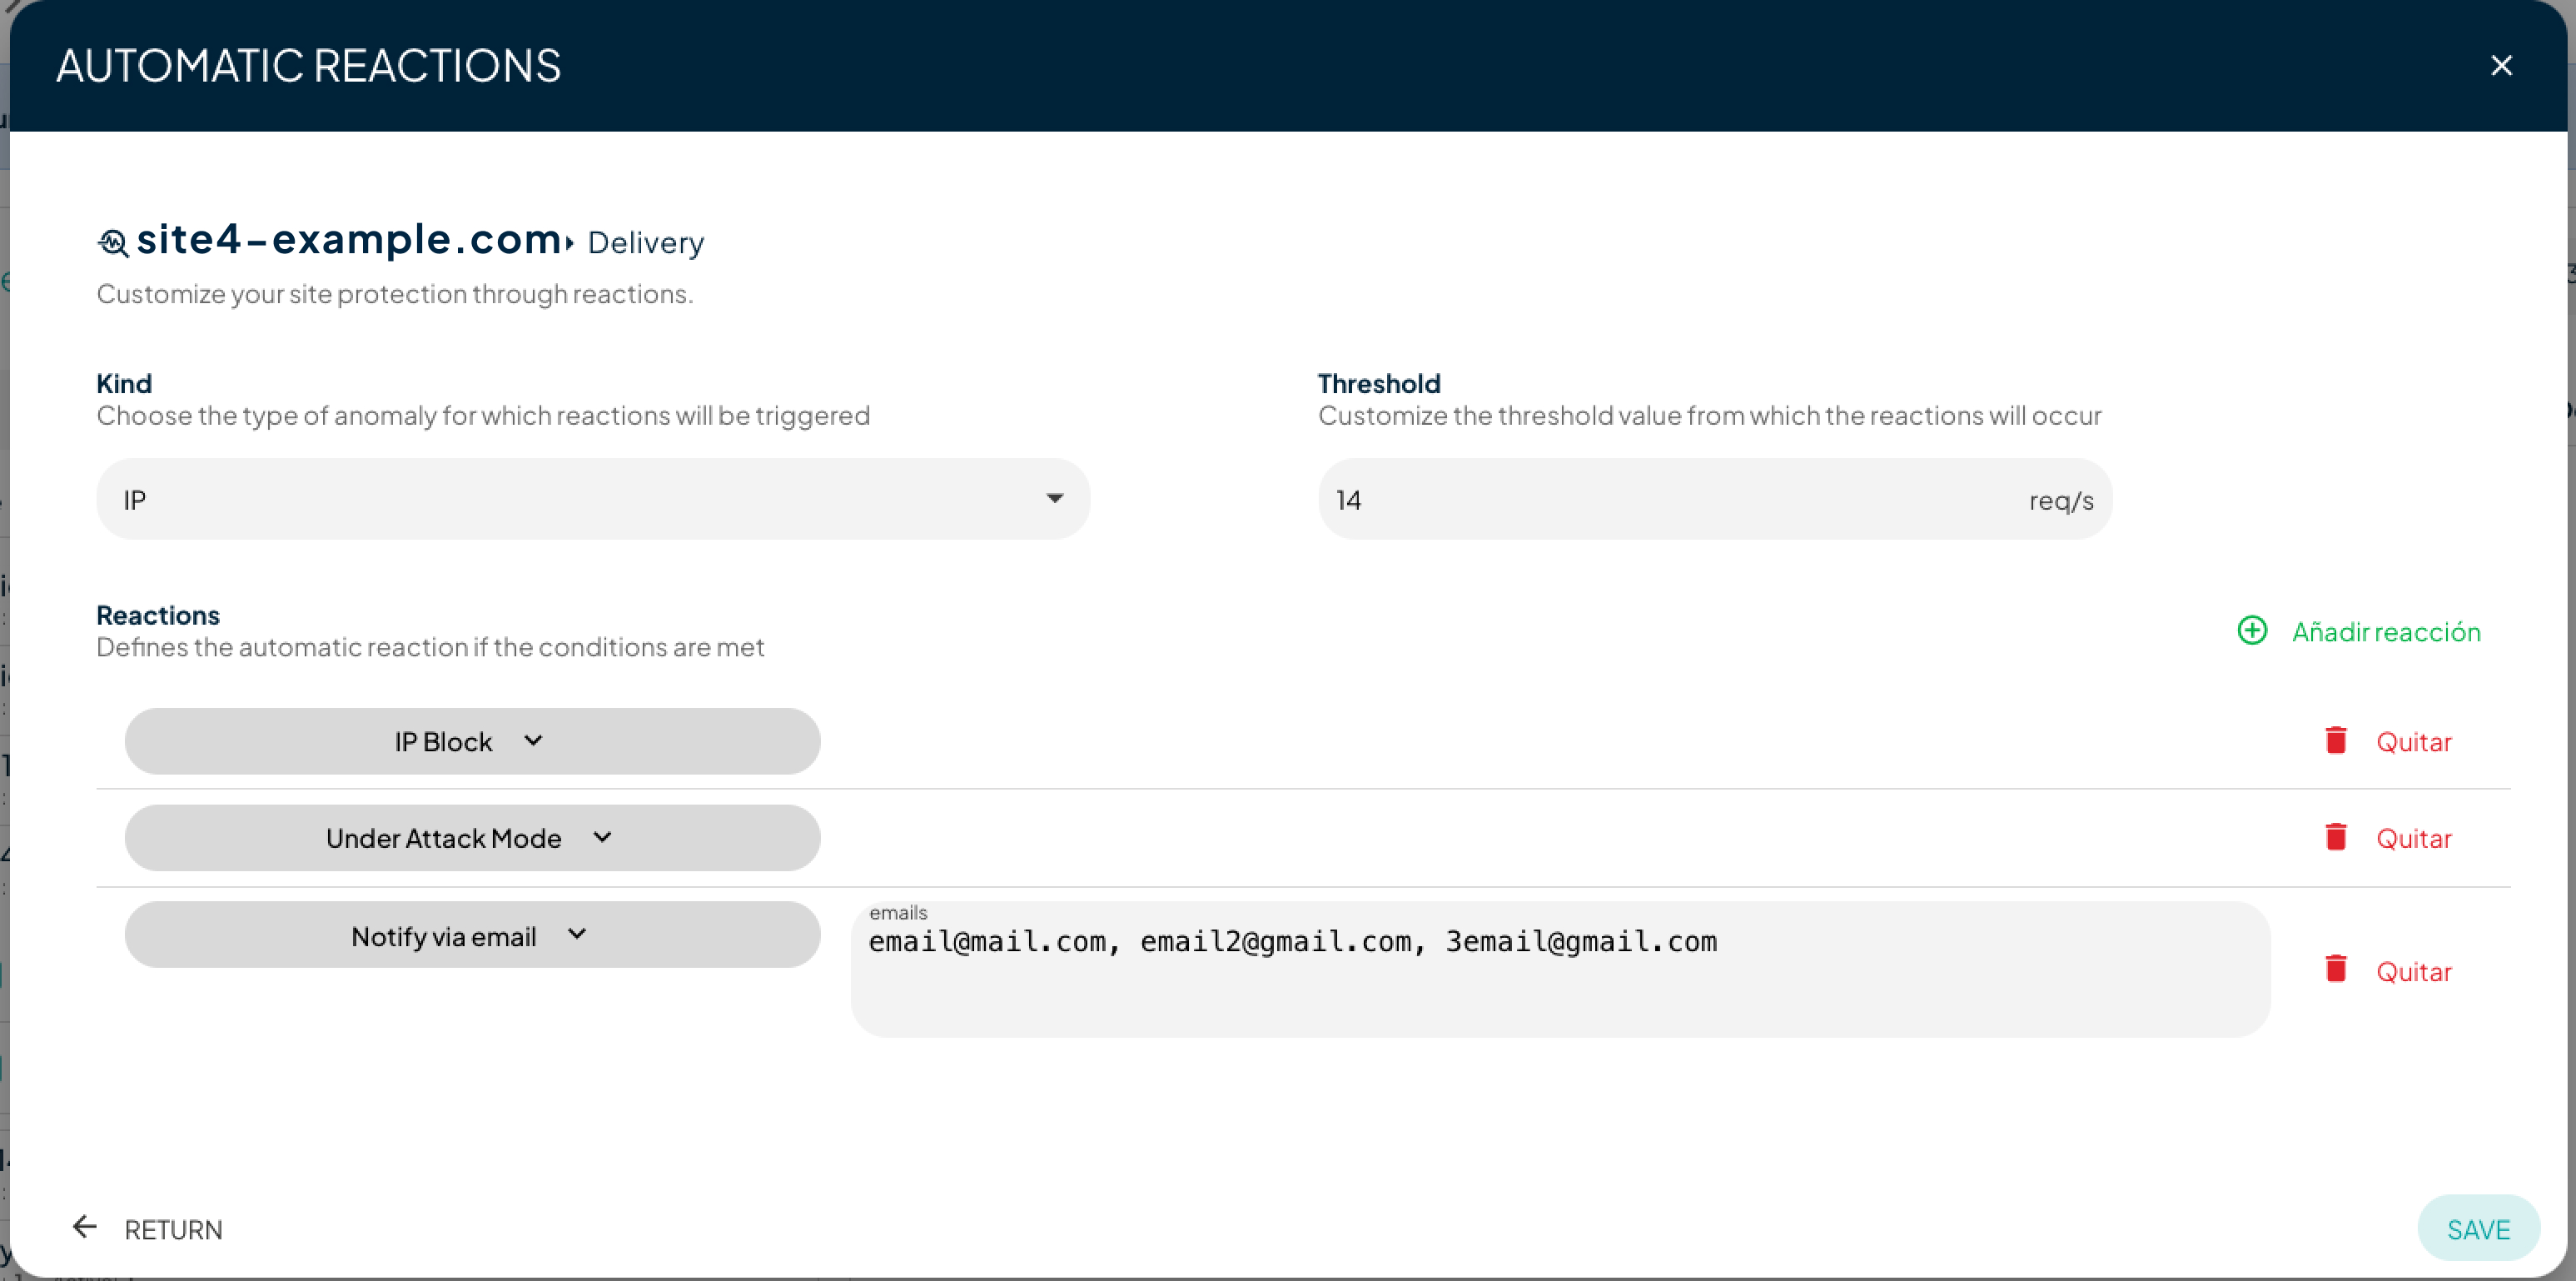 AUTOMATIC REACTIONS
site4-example.com Delivery
Customize your site protection through reactions.
Kind
Choose the type of anomaly for which reactions will be triggered
IP
Threshold
Customize the threshold value from which the reactions will occur
14 req/s
Reactions
Defines the automatic reaction if the conditions are met
Añadir reacción
IP Block
Quitar
Under Attack Mode
Quitar
Notify via email
emails
email@mail.com, email2@gmail.com, 3email@gmail.com
Quitar
RETURN
SAVE